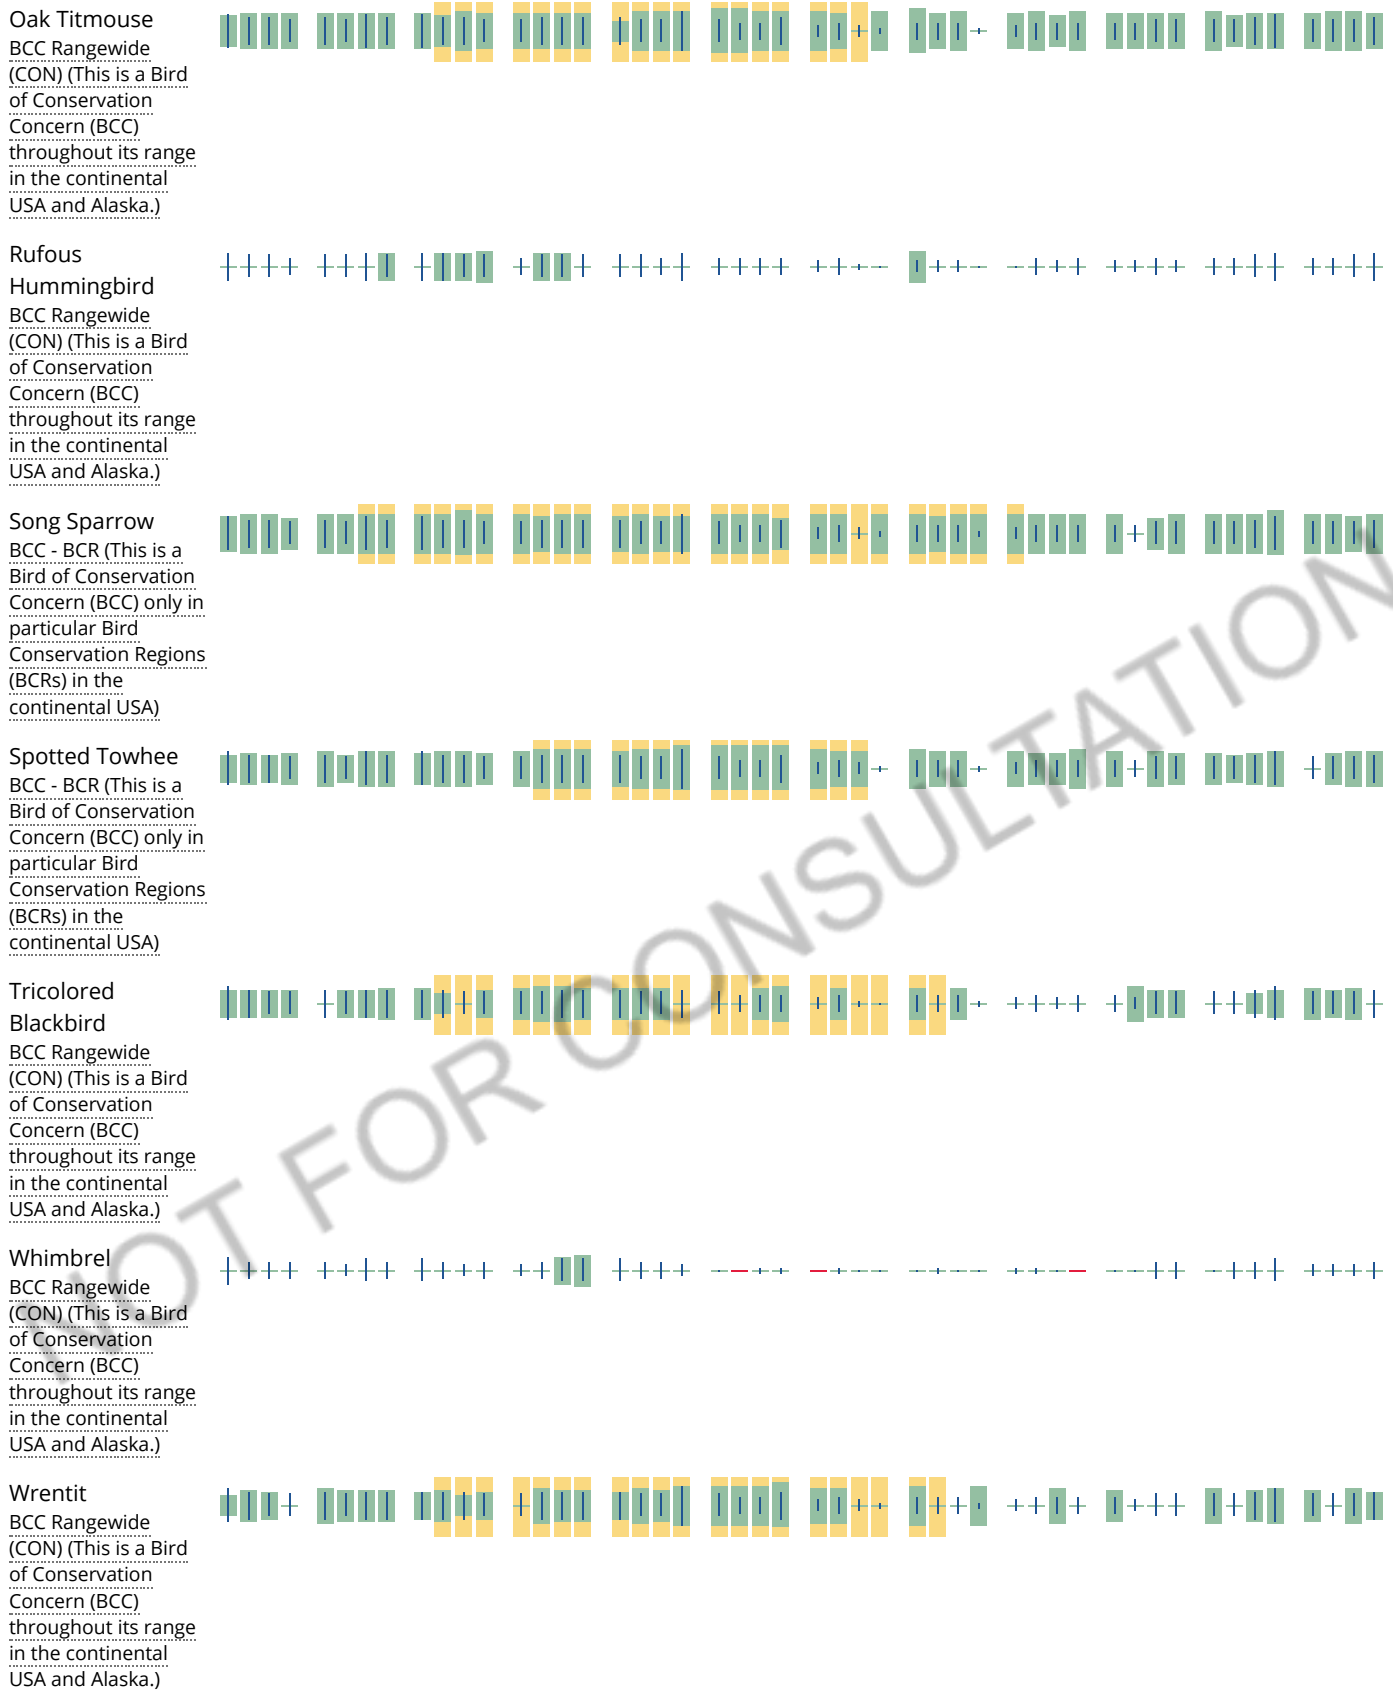 Oak Titmouse
BCC Rangewide
(CON) (This is a Bird
of Conservation
Concern (BCC)
throughout its range
in the continental
USA and Alaska.)
Rufous
Hummingbird
BCC Rangewide
(CON) (This is a Bird
of Conservation
Concern (BCC)
throughout its range
in the continental
USA and Alaska.)
Song Sparrow
BCC - BCR (This is a
Bird of Conservation
Concern (BCC) only in
particular Bird
Conservation Regions
(BCRs) in the
continental USA)
Spotted Towhee
BCC - BCR (This is a
Bird of Conservation
Concern (BCC) only in
particular Bird
Conservation Regions
(BCRs) in the
continental USA)
Tricolored
Blackbird
BCC Rangewide
(CON) (This is a Bird
of Conservation
Concern (BCC)
throughout its range
in the continental
USA and Alaska.)
Whimbrel
BCC Rangewide
(CON) (This is a Bird
of Conservation
Concern (BCC)
throughout its range
in the continental
USA and Alaska.)
Wrentit
BCC Rangewide
(CON) (This is a Bird
of Conservation
Concern (BCC)
throughout its range
in the continental
USA and Alaska.)
NOT FOR CONSULTATION